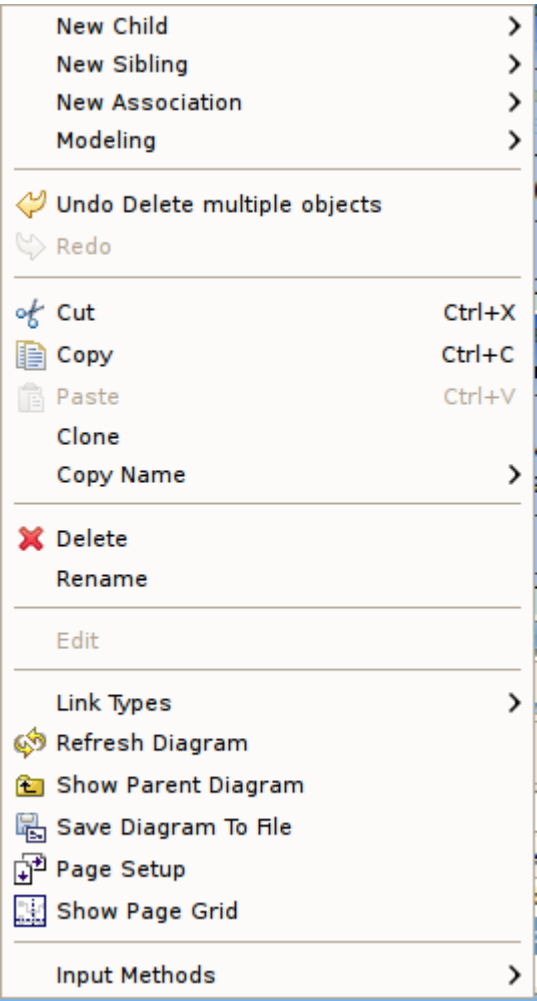 New Child
New Sibling
New Association
Modeling
Undo Delete multiple objects
Redo
Cut Ctrl+X
Copy Ctrl+C
Paste Ctrl+V
Clone
Copy Name
Delete
Rename
Edit
Link Types
Refresh Diagram
Show Parent Diagram
Save Diagram To File
Page Setup
Show Page Grid
Input Methods